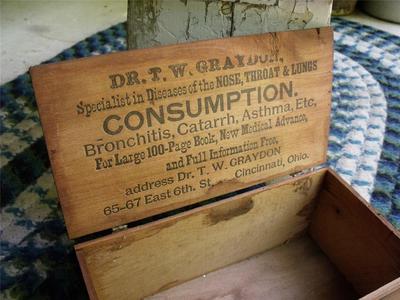 DR. T. W. GRAYDON,
Specialist in Diseases of the NOSE, THROAT & LUNGS
CONSUMPTION.
Bronchitis, Catarrh, Asthma, Etc,
For Large 100-Page Book, New Medical Advance,
and Full Information Free,
address Dr. T. W. GRAYDON
65-67 East 6th. St. Cincinnati, Ohio.